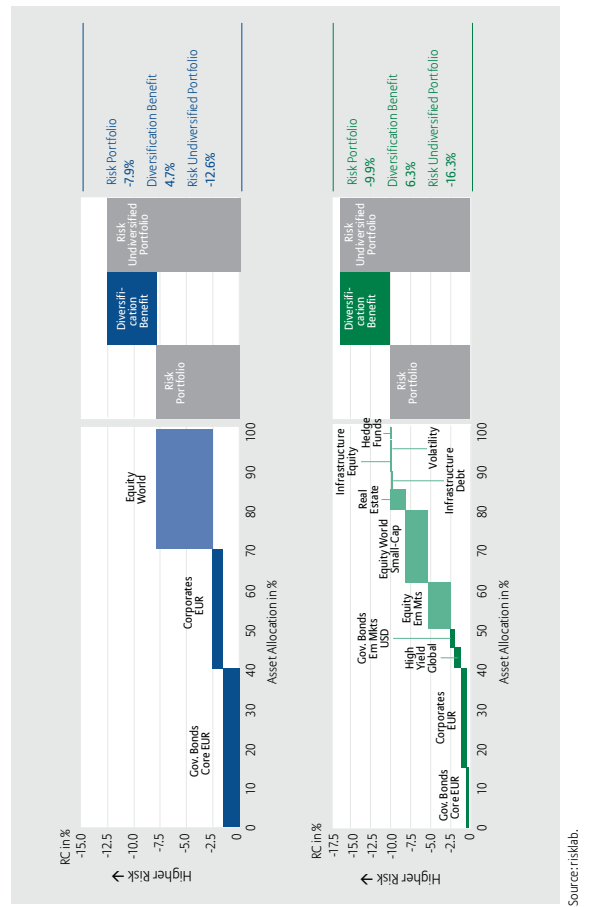 RC in %
-15.0
-12.5
-10.0
-7.5
-5.0
-2.5
0
Higher Risk →
Gov. Bonds
Core EUR
Corporates
EUR
Equity
World
0
10
20
30
40
50
60
70
80
90
100
Asset Allocation in %
Risk
Portfolio
Diversifi-
cation
Benefit
Risk
Undiversified
Portfolio
Risk Portfolio
-7.9%
Diversification Benefit
4.7%
Risk Undiversified Portfolio
-12.6%
RC in %
-17.5
-15.0
-12.5
-10.0
-7.5
-5.0
-2.5
0
Higher Risk →
Gov. Bonds
Core EUR
Corporates
EUR
High
Yield
Global
Gov. Bonds
Em Mkts
USD
Equity
Em Mts
Equity World
Small-Cap
Real
Estate
Infrastructure
Equity
Hedge
Funds
Volatility
Infrastructure
Debt
0
10
20
30
40
50
60
70
80
90
100
Asset Allocation in %
Risk
Portfolio
Diversifi-
cation
Benefit
Risk
Undiversified
Portfolio
Risk Portfolio
-9.9%
Diversification Benefit
6.3%
Risk Undiversified Portfolio
-16.3%
Source: risklab.